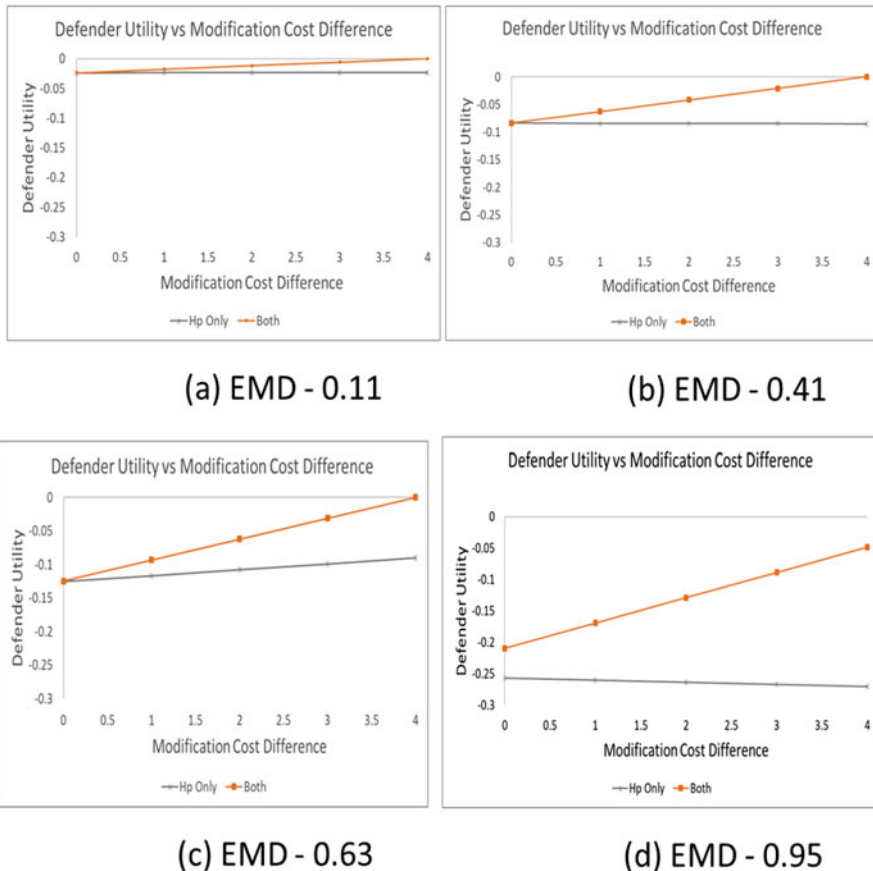 Defender Utility vs Modification Cost Difference
0
-0.05
-0.1
-0.15
-0.2
-0.25
-0.3
Defender Utility
0 0.5 1 1.5 2 2.5 3 3.5 4
Modification Cost Difference
Hp Only Both
(a) EMD - 0.11
Defender Utility vs Modification Cost Difference
0
-0.05
-0.1
-0.15
-0.2
-0.25
-0.3
Defender Utility
0 0.5 1 1.5 2 2.5 3 3.5 4
Modification Cost Difference
Hp Only Both
(b) EMD - 0.41
Defender Utility vs Modification Cost Difference
0
-0.05
-0.1
-0.15
-0.2
-0.25
-0.3
Defender Utility
0 0.5 1 1.5 2 2.5 3 3.5 4
Modification Cost Difference
Hp Only Both
(c) EMD - 0.63
Defender Utility vs Modification Cost Difference
0
-0.05
-0.1
-0.15
-0.2
-0.25
-0.3
Defender Utility
0 0.5 1 1.5 2 2.5 3 3.5 4
Modification Cost Difference
Hp Only Both
(d) EMD - 0.95